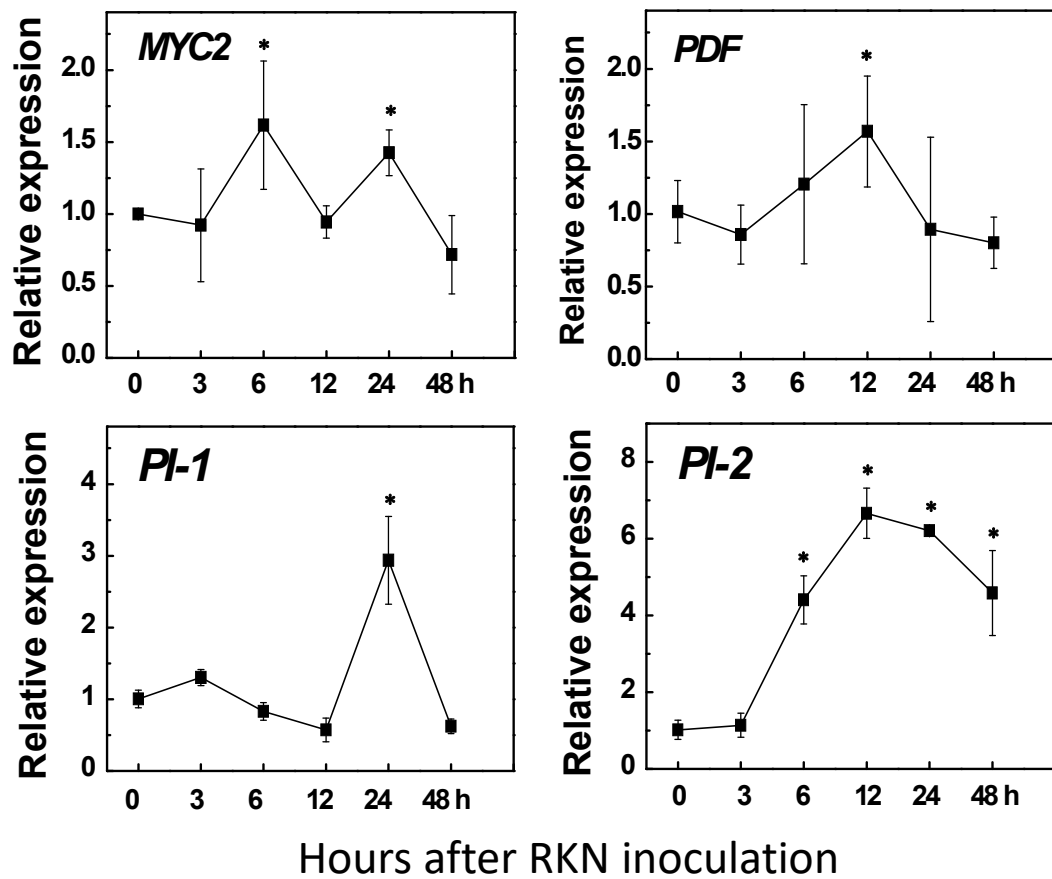 MYC2
*
*
Relative expression
2.0
1.5
1.0
0.5
0.0
0 3 6 12 24 48 h
PDF
*
Relative expression
2.0
1.5
1.0
0.5
0.0
0 3 6 12 24 48 h
PI-1
*
Relative expression
4
3
2
1
0
0 3 6 12 24 48 h
PI-2
*
*
*
*
Relative expression
8
6
4
2
0
0 3 6 12 24 48 h
Hours after RKN inoculation